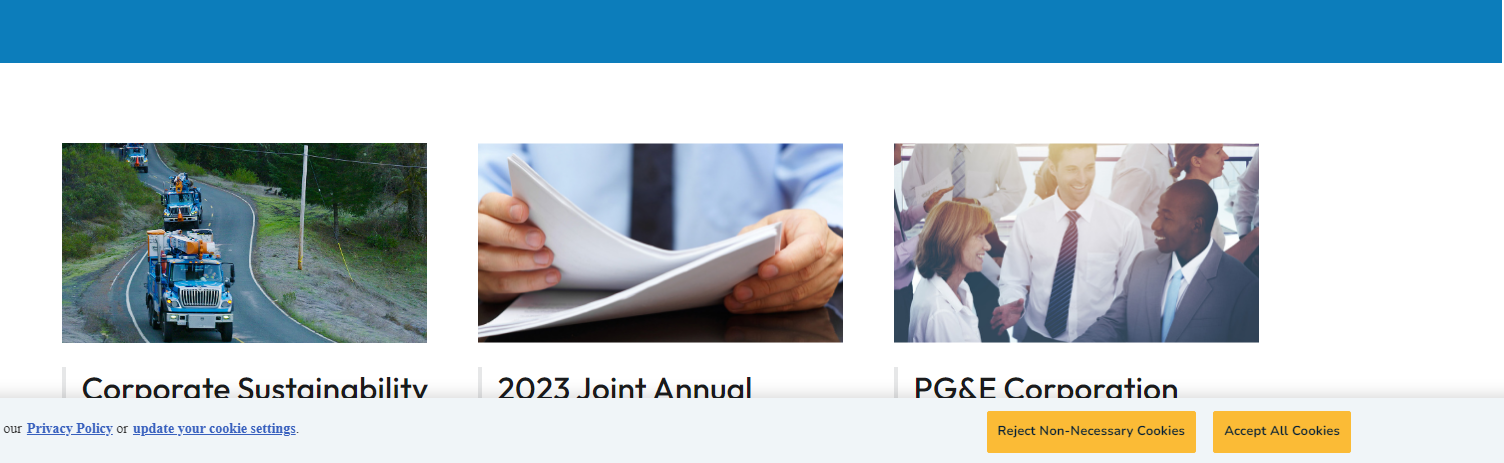 Corporate Sustainability
2023 Joint Annual
PG&E Corporation
our Privacy Policy or update your cookie settings.
Reject Non-Necessary Cookies
Accept All Cookies